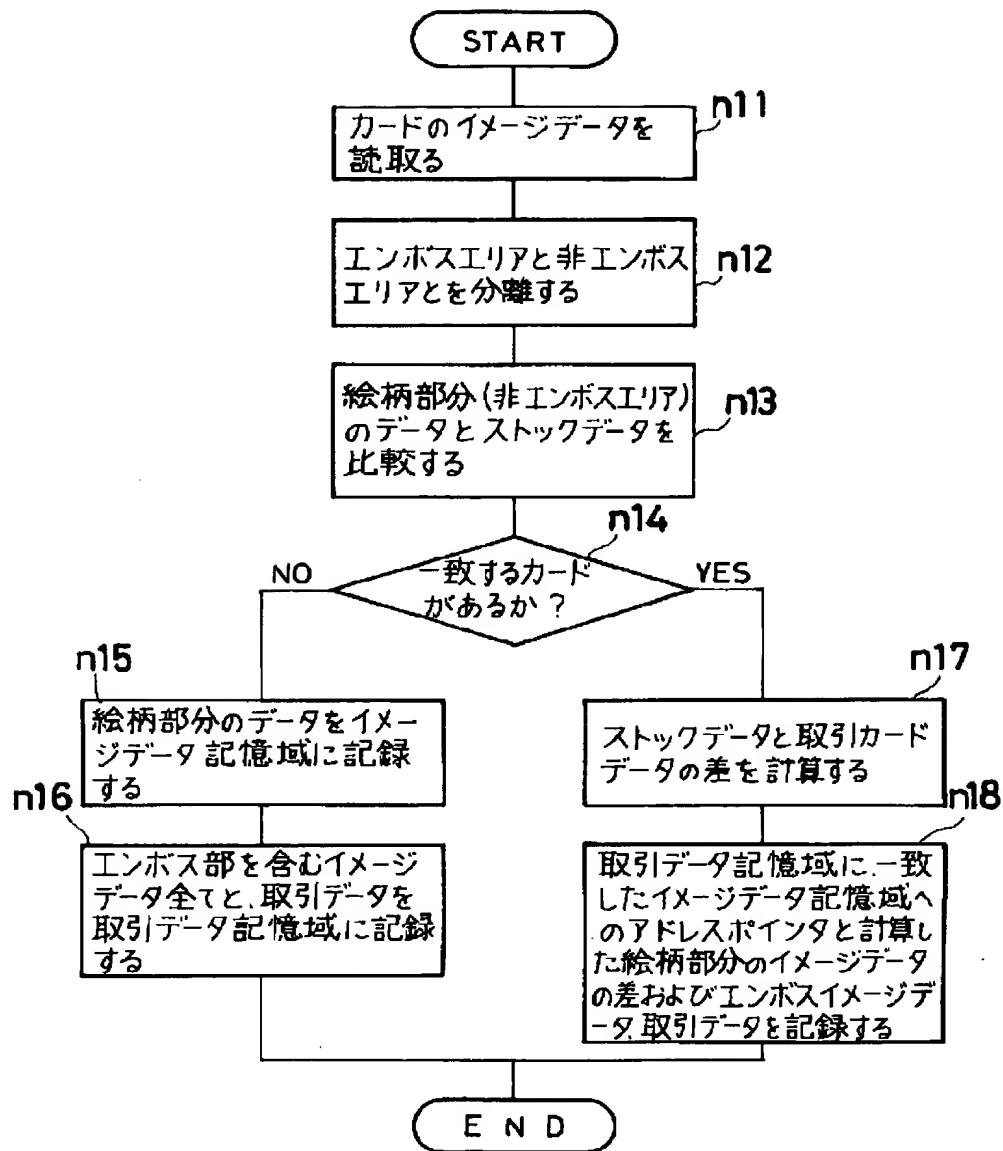 START
n11
カードのイメージデータを
読取る
n12
エンボスエリアと非エンボス
エリアとを分離する
n13
絵柄部分(非エンボスエリア)
のデータとストックデータを
比較する
n14
一致するカード
があるか?
NO
YES
n15
絵柄部分のデータをイメー
ジデータ記憶域に記録
する
n16
エンボス部を含むイメージ
データ全てと、取引データを
取引データ記憶域に記録
する
n17
ストックデータと取引カード
データの差を計算する
n18
取引データ記憶域に、一致
したイメージデータ記憶域へ
のアドレスポインタと計算し
た絵柄部分のイメージデータ
の差およびエンボスイメージデ
ータ、取引データを記録する
END